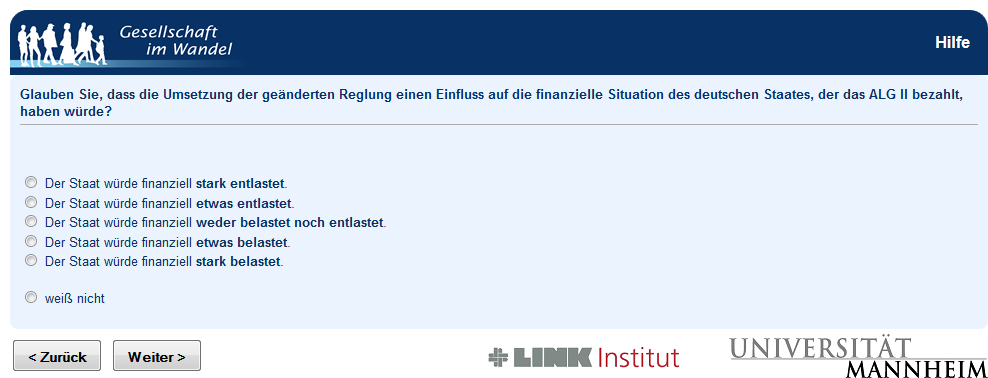 Gesellschaft
im Wandel
Hilfe
Glauben Sie, dass die Umsetzung der geänderten Reglung einen Einfluss auf die finanzielle Situation des deutschen Staates, der das ALG II bezahlt,
haben würde?
Der Staat würde finanziell stark entlastet.
Der Staat würde finanziell etwas entlastet.
Der Staat würde finanziell weder belastet noch entlastet.
Der Staat würde finanziell etwas belastet.
Der Staat würde finanziell stark belastet.
weiß nicht
< Zurück
Weiter >
LINK Institut
UNIVERSITÄT
MANNHEIM